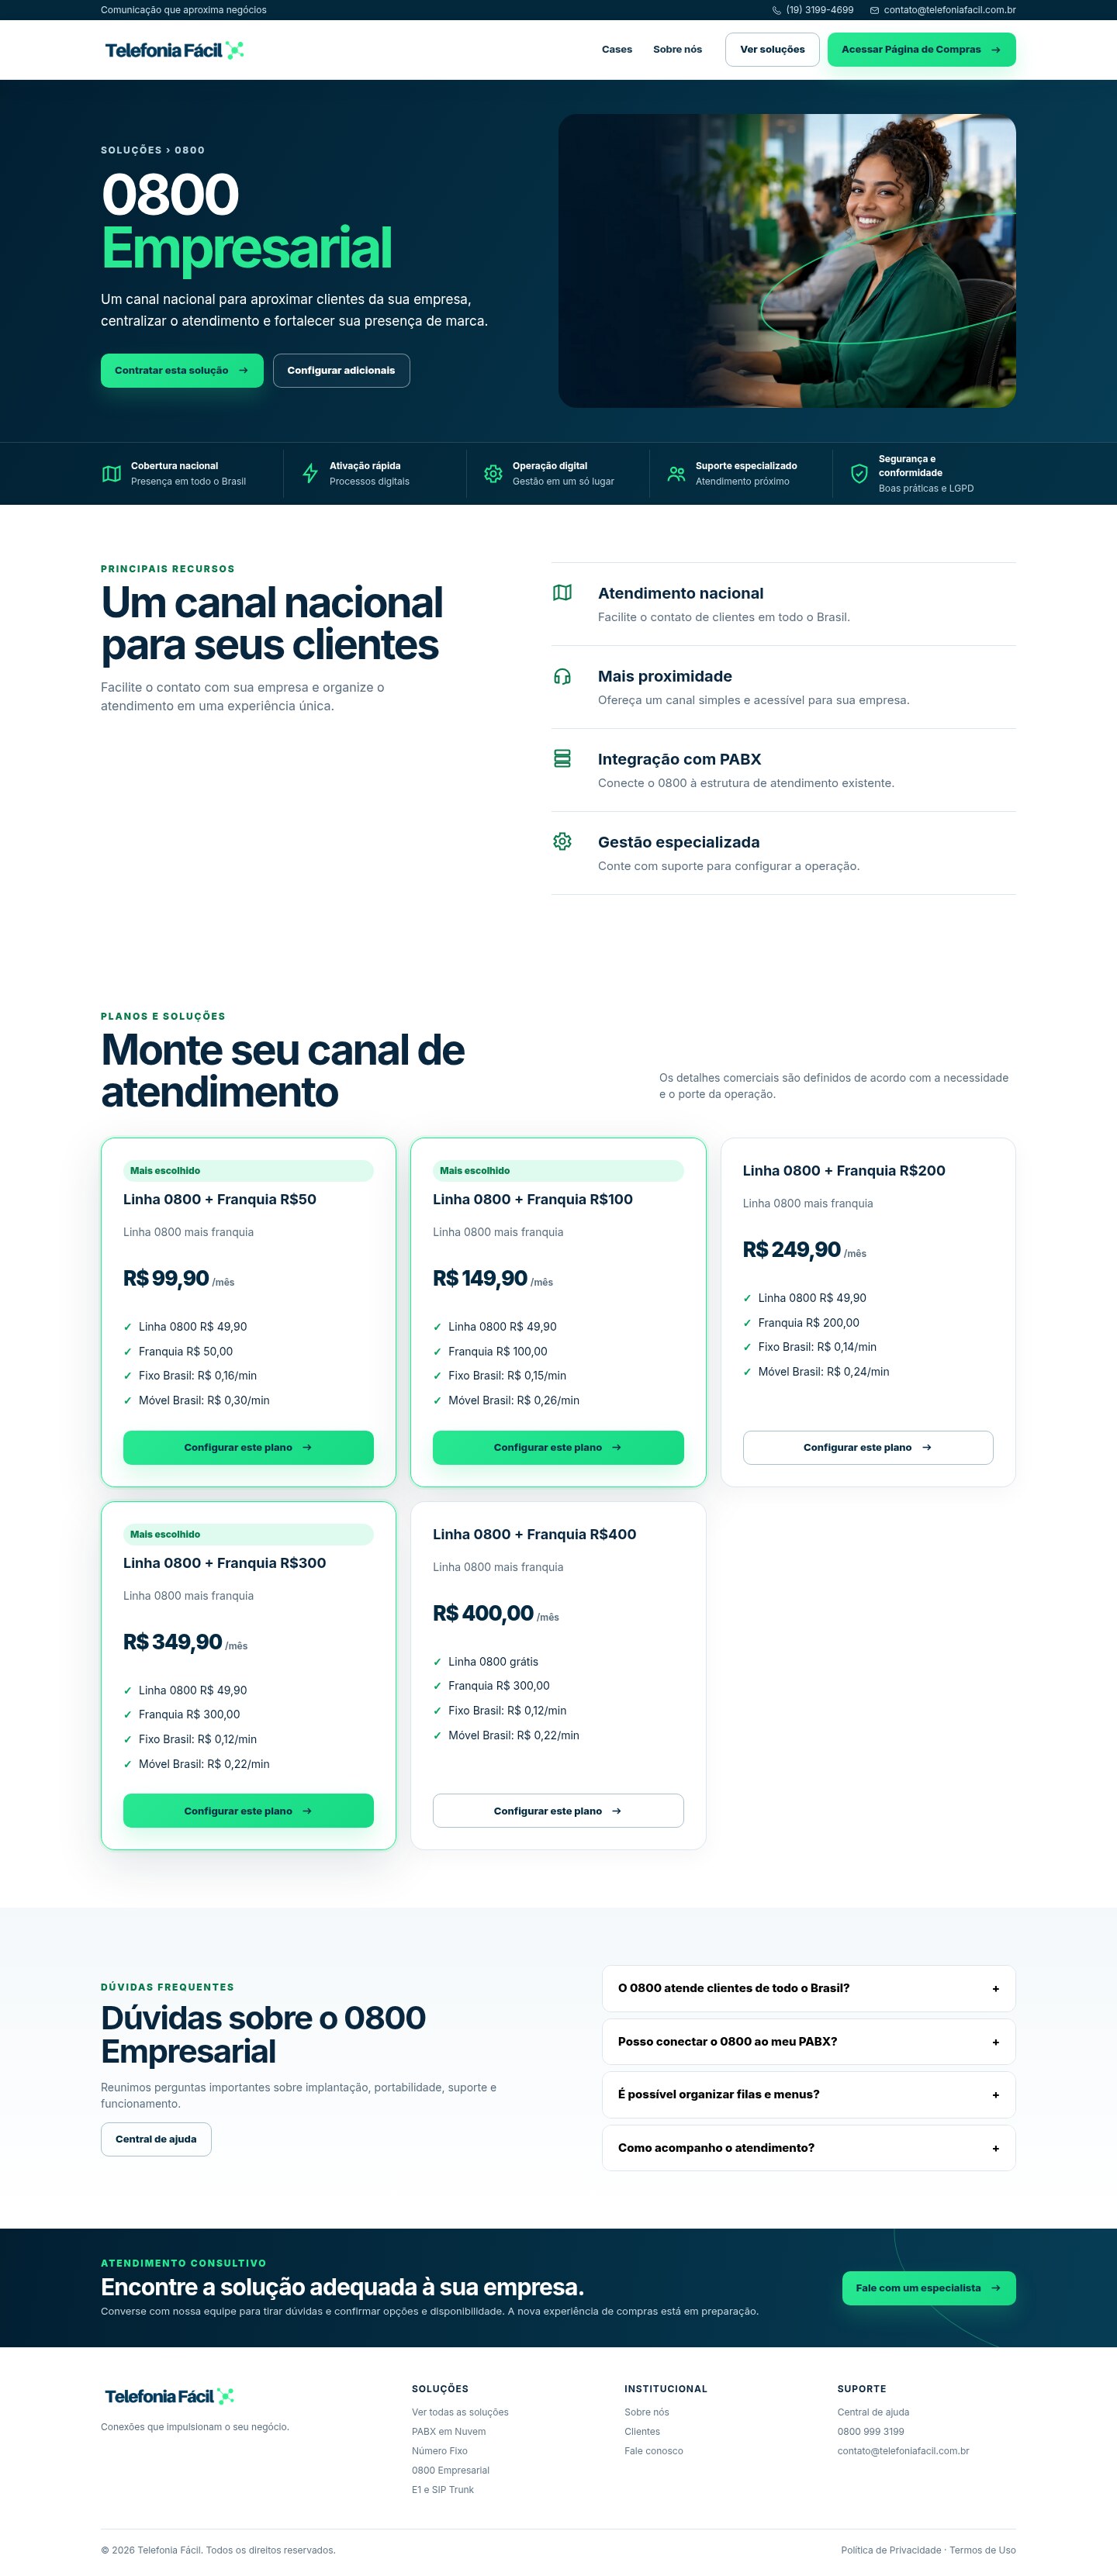 Comunicação que aproxima negócios
(19) 3199-4699
contato@telefoniafacil.com.br
Telefonia Fácil
Cases
Sobre nós
Ver soluções
Acessar Página de Compras →
SOLUÇÕES › 0800
0800
Empresarial
Um canal nacional para aproximar clientes da sua empresa,
centralizar o atendimento e fortalecer sua presença de marca.
Contratar esta solução →
Configurar adicionais
Cobertura nacional
Presença em todo o Brasil
Ativação rápida
Processos digitais
Operação digital
Gestão em um só lugar
Suporte especializado
Atendimento próximo
Segurança e
conformidade
Boas práticas e LGPD
PRINCIPAIS RECURSOS
Um canal nacional
para seus clientes
Facilite o contato com sua empresa e organize o
atendimento em uma experiência única.
Atendimento nacional
Facilite o contato de clientes em todo o Brasil.
Mais proximidade
Ofereça um canal simples e acessível para sua empresa.
Integração com PABX
Conecte o 0800 à estrutura de atendimento existente.
Gestão especializada
Conte com suporte para configurar a operação.
PLANOS E SOLUÇÕES
Monte seu canal de
atendimento
Os detalhes comerciais são definidos de acordo com a necessidade
e o porte da operação.
Mais escolhido
Linha 0800 + Franquia R$50
Linha 0800 mais franquia
R$ 99,90 /mês
✓ Linha 0800 R$ 49,90
✓ Franquia R$ 50,00
✓ Fixo Brasil: R$ 0,16/min
✓ Móvel Brasil: R$ 0,30/min
Configurar este plano →
Mais escolhido
Linha 0800 + Franquia R$100
Linha 0800 mais franquia
R$ 149,90 /mês
✓ Linha 0800 R$ 49,90
✓ Franquia R$ 100,00
✓ Fixo Brasil: R$ 0,15/min
✓ Móvel Brasil: R$ 0,26/min
Configurar este plano →
Linha 0800 + Franquia R$200
Linha 0800 mais franquia
R$ 249,90 /mês
✓ Linha 0800 R$ 49,90
✓ Franquia R$ 200,00
✓ Fixo Brasil: R$ 0,14/min
✓ Móvel Brasil: R$ 0,24/min
Configurar este plano →
Mais escolhido
Linha 0800 + Franquia R$300
Linha 0800 mais franquia
R$ 349,90 /mês
✓ Linha 0800 R$ 49,90
✓ Franquia R$ 300,00
✓ Fixo Brasil: R$ 0,12/min
✓ Móvel Brasil: R$ 0,22/min
Configurar este plano →
Linha 0800 + Franquia R$400
Linha 0800 mais franquia
R$ 400,00 /mês
✓ Linha 0800 grátis
✓ Franquia R$ 300,00
✓ Fixo Brasil: R$ 0,12/min
✓ Móvel Brasil: R$ 0,22/min
Configurar este plano →
DÚVIDAS FREQUENTES
Dúvidas sobre o 0800
Empresarial
Reunimos perguntas importantes sobre implantação, portabilidade, suporte e
funcionamento.
Central de ajuda
O 0800 atende clientes de todo o Brasil? +
Posso conectar o 0800 ao meu PABX? +
É possível organizar filas e menus? +
Como acompanho o atendimento? +
ATENDIMENTO CONSULTIVO
Encontre a solução adequada à sua empresa.
Converse com nossa equipe para tirar dúvidas e confirmar opções e disponibilidade. A nova experiência de compras está em preparação.
Fale com um especialista →
Telefonia Fácil
Conexões que impulsionam o seu negócio.
SOLUÇÕES
Ver todas as soluções
PABX em Nuvem
Número Fixo
0800 Empresarial
E1 e SIP Trunk
INSTITUCIONAL
Sobre nós
Clientes
Fale conosco
SUPORTE
Central de ajuda
0800 999 3199
contato@telefoniafacil.com.br
© 2026 Telefonia Fácil. Todos os direitos reservados.
Política de Privacidade · Termos de Uso